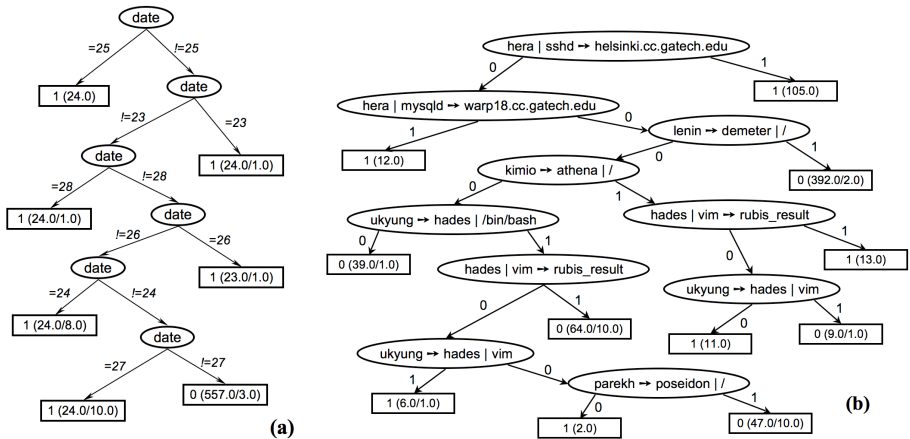 date
=25
!=25
1 (24.0)
date
!=23
=23
date
1 (24.0/1.0)
=28
!=28
1 (24.0/1.0)
date
!=26
=26
date
1 (23.0/1.0)
=24
!=24
1 (24.0/8.0)
date
=27
!=27
1 (24.0/10.0)
0 (557.0/3.0)
(a)
hera | sshd → helsinki.cc.gatech.edu
0
1
hera | mysqld → warp18.cc.gatech.edu
1 (105.0)
1
0
1 (12.0)
lenin → demeter | /
0
1
kimio → athena | /
0 (392.0/2.0)
0
1
ukyung → hades | /bin/bash
hades | vim → rubis_result
0
1
0
1
0 (39.0/1.0)
hades | vim → rubis_result
1 (13.0)
ukyung → hades | vim
0
1
0
1
0 (64.0/10.0)
1 (11.0)
0 (9.0/1.0)
ukyung → hades | vim
1
0
1 (6.0/1.0)
parekh → poseidon | /
0
1
1 (2.0)
0 (47.0/10.0)
(b)